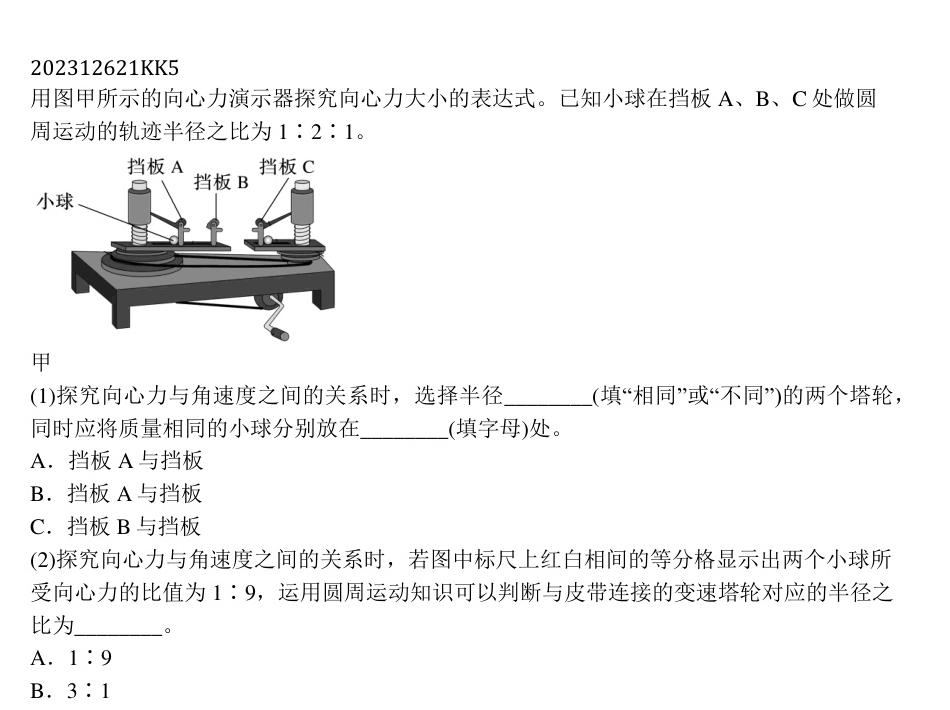 202312621KK5
用图甲所示的向心力演示器探究向心力大小的表达式。已知小球在挡板 A、B、C 处做圆
周运动的轨迹半径之比为 1∶2∶1。
挡板 A
挡板 B
挡板 C
小球
甲
(1)探究向心力与角速度之间的关系时，选择半径________(填“相同”或“不同”)的两个塔轮，
同时应将质量相同的小球分别放在________(填字母)处。
A．挡板 A 与挡板
B．挡板 A 与挡板
C．挡板 B 与挡板
(2)探究向心力与角速度之间的关系时，若图中标尺上红白相间的等分格显示出两个小球所
受向心力的比值为 1∶9，运用圆周运动知识可以判断与皮带连接的变速塔轮对应的半径之
比为________。
A．1∶9
B．3∶1